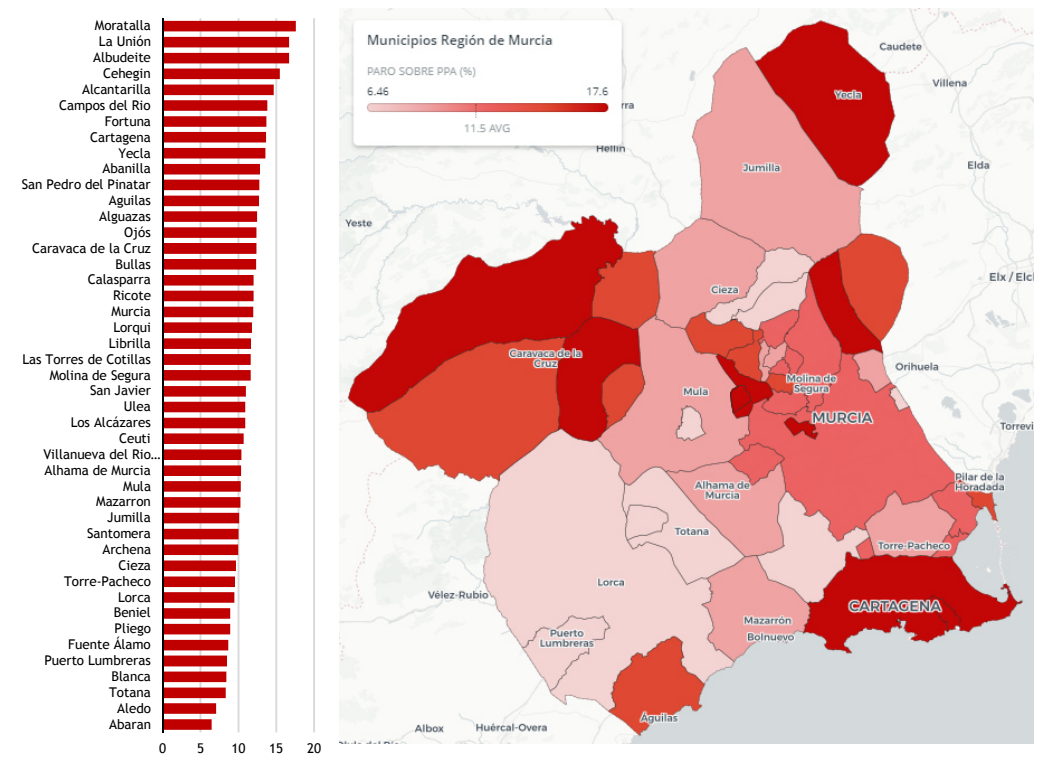 Moratalla
La Unión
Albudeite
Cehegin
Alcantarilla
Campos del Rio
Fortuna
Cartagena
Yecla
Abanilla
San Pedro del Pinatar
Aguilas
Alguazas
Ojós
Caravaca de la Cruz
Bullas
Calasparra
Ricote
Murcia
Lorqui
Librilla
Las Torres de Cotillas
Molina de Segura
San Javier
Ulea
Los Alcázares
Ceuti
Villanueva del Rio...
Alhama de Murcia
Mula
Mazarron
Jumilla
Santomera
Archena
Cieza
Torre-Pacheco
Lorca
Beniel
Pliego
Fuente Álamo
Puerto Lumbreras
Blanca
Totana
Aledo
Abaran
0 5 10 15 20
Municipios Región de Murcia
PARO SOBRE PPA (%)
6.46 17.6
11.5 AVG
Caudete
Villena
Yecla
rra
Hellín
Elda
Jumilla
Yeste
Elx / Elc
Cieza
Caravaca de la
Cruz
Orihuela
Molina de
Segura
Mula
MURCIA
Torrevi
Pilar de la
Horadada
Alhama de
Murcia
Totana
Torre-Pacheco
Lorca
Vélez-Rubio
CARTAGENA
Mazarrón
Bolnuevo
Puerto
Lumbreras
Águilas
Albox
Huércal-Overa